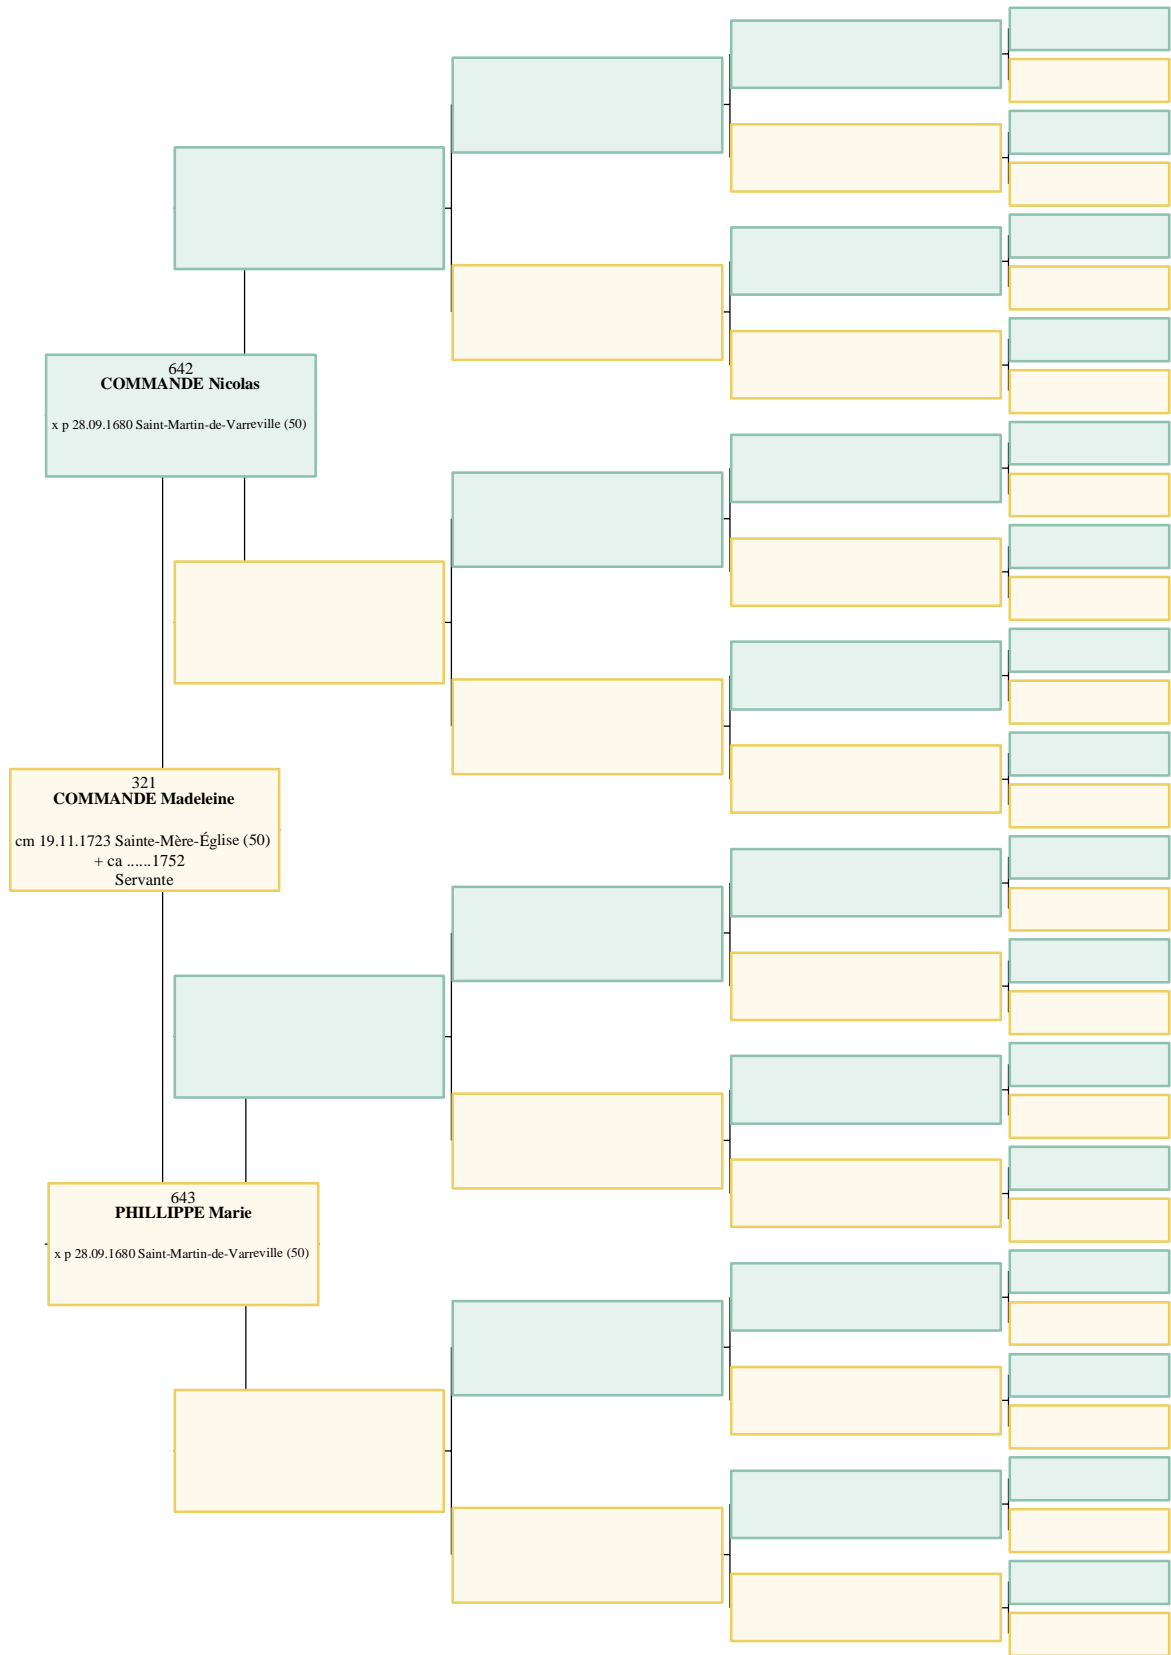 642
COMMANDE Nicolas
x p 28.09.1680 Saint-Martin-de-Varreville (50)
321
COMMANDE Madeleine
cm 19.11.1723 Sainte-Mère-Église (50)
+ ca ......1752
Servante
643
PHILLIPPE Marie
x p 28.09.1680 Saint-Martin-de-Varreville (50)